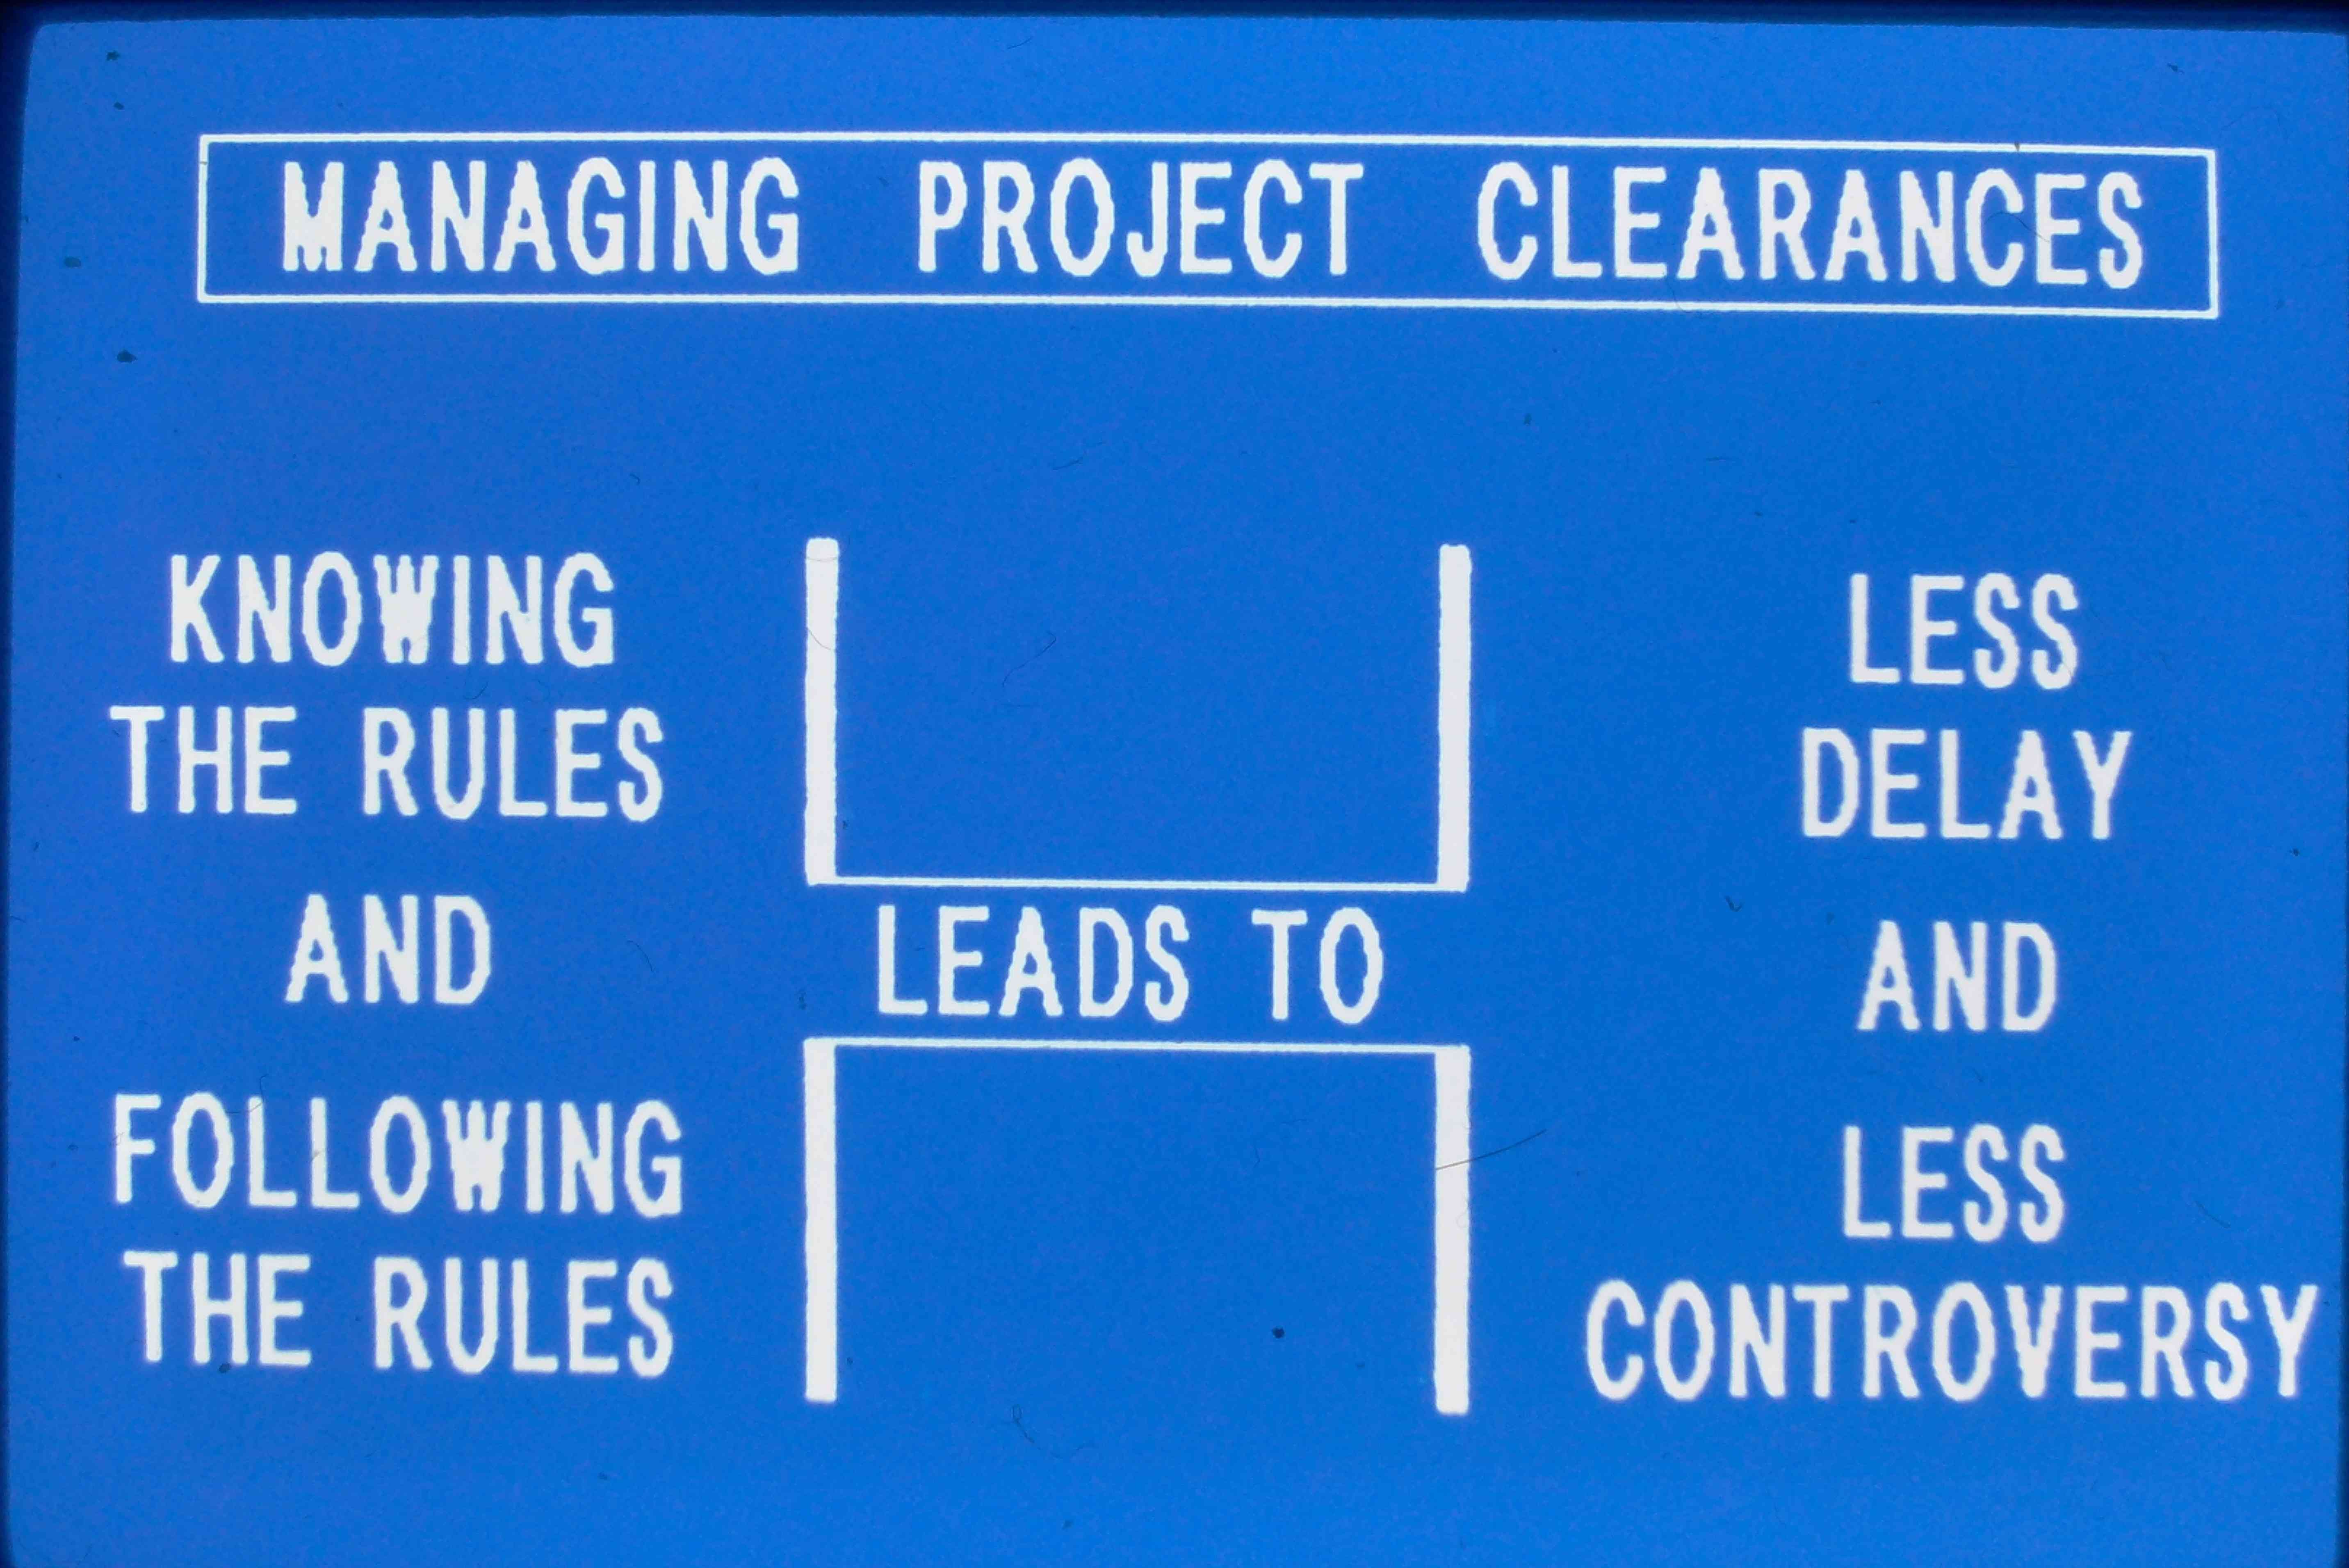 MANAGING PROJECT CLEARANCES
KNOWING
THE RULES
AND
FOLLOWING
THE RULES
LEADS TO
LESS
DELAY
AND
LESS
CONTROVERSY